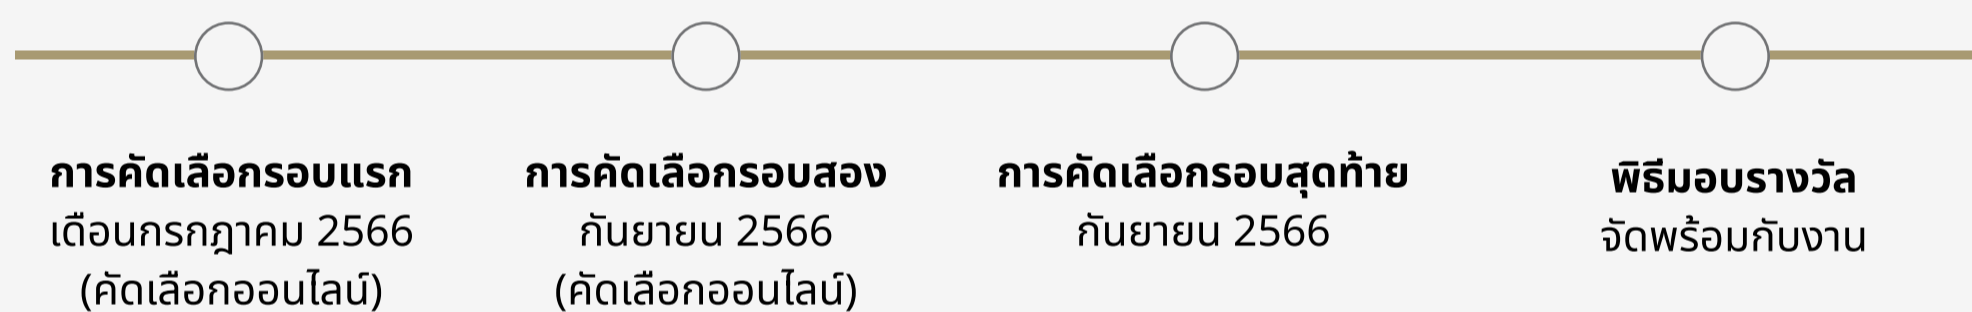 การคัดเลือกรอบแรก
เดือนกรกฎาคม 2566
(คัดเลือกออนไลน์)
การคัดเลือกรอบสอง
กันยายน 2566
(คัดเลือกออนไลน์)
การคัดเลือกรอบสุดท้าย
กันยายน 2566
พิธีมอบรางวัล
จัดพร้อมกับงาน